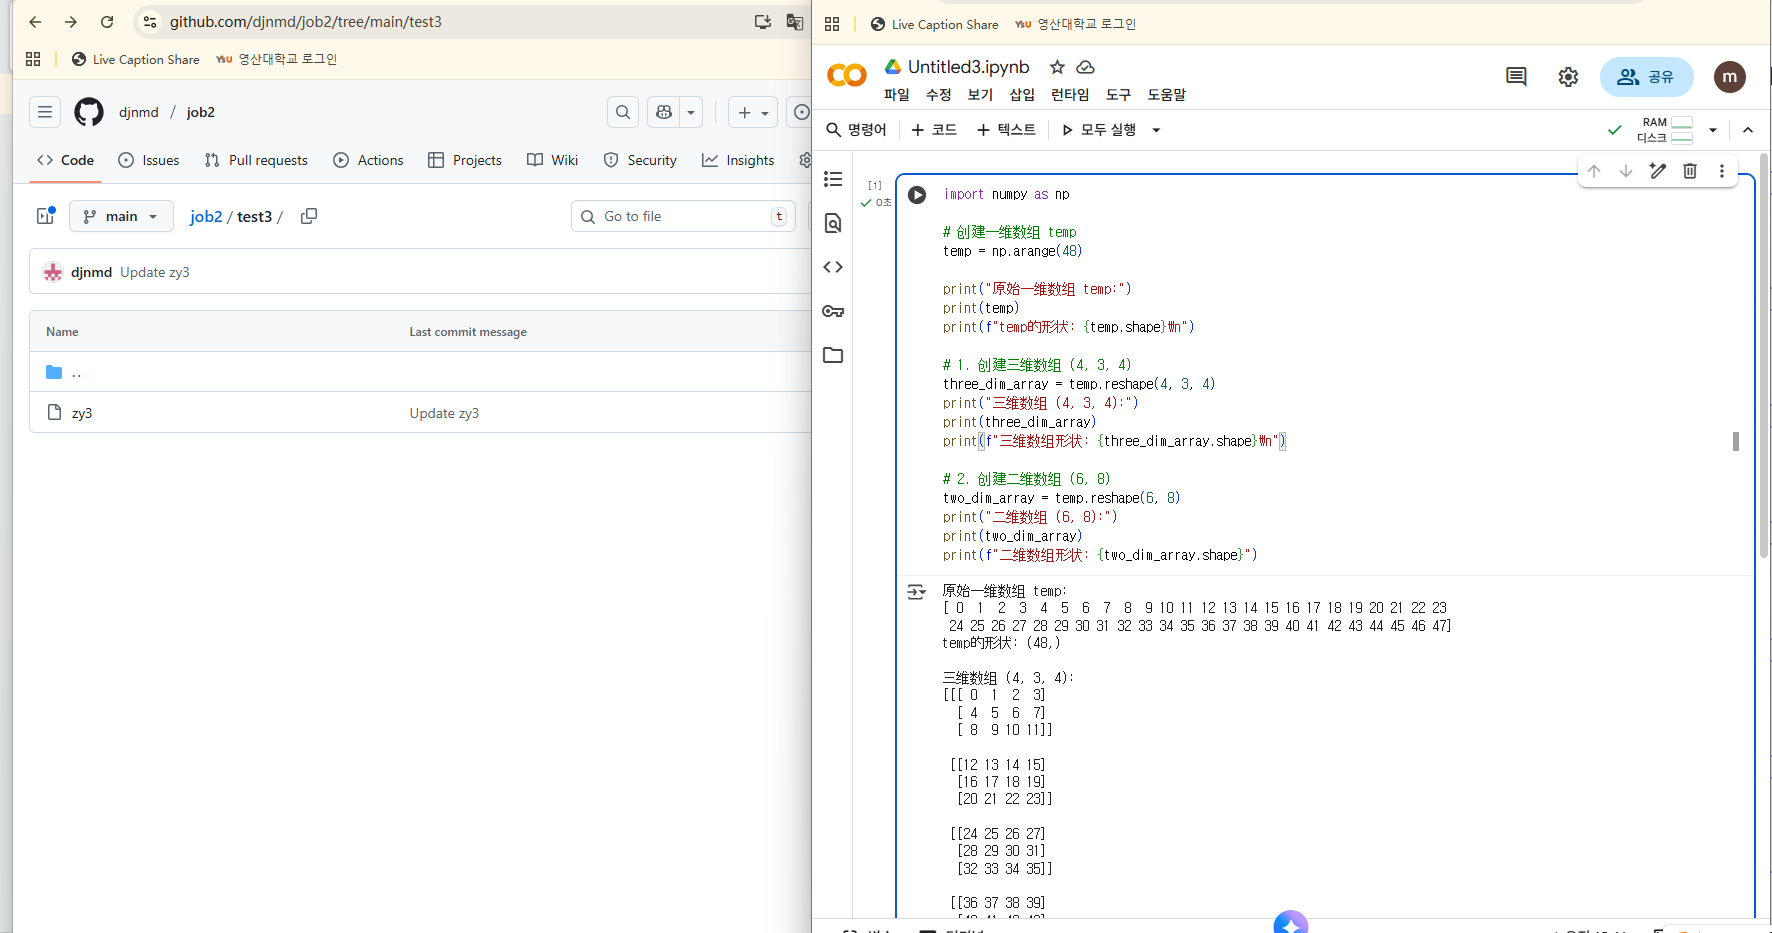 github.com/djnmd/job2/tree/main/test3
Live Caption Share
YSU 영산대학교 로그인
djnmd / job2
Code
Issues
Pull requests
Actions
Projects
Wiki
Security
Insights
main
job2 / test3 /
Go to file
t
djnmd Update zy3
Name
Last commit message
..
zy3
Update zy3
Live Caption Share
YSU 영산대학교 로그인
CO
Untitled3.ipynb
파일 수정 보기 삽입 런타임 도구 도움말
공유
m
명령어
+ 코드
+ 텍스트
모두 실행
RAM
디스크
[1]
0초
import numpy as np
# 创建一维数组 temp
temp = np.arange(48)
print("原始一维数组 temp:")
print(temp)
print(f"temp的形状: {temp.shape}₩n")
# 1. 创建三维数组 (4, 3, 4)
three_dim_array = temp.reshape(4, 3, 4)
print("三维数组 (4, 3, 4):")
print(three_dim_array)
print(f"三维数组形状: {three_dim_array.shape}₩n")
# 2. 创建二维数组 (6, 8)
two_dim_array = temp.reshape(6, 8)
print("二维数组 (6, 8):")
print(two_dim_array)
print(f"二维数组形状: {two_dim_array.shape}")
原始一维数组 temp:
[ 0  1  2  3  4  5  6  7  8  9 10 11 12 13 14 15 16 17 18 19 20 21 22 23
 24 25 26 27 28 29 30 31 32 33 34 35 36 37 38 39 40 41 42 43 44 45 46 47]
temp的形状: (48,)
三维数组 (4, 3, 4):
[[[ 0  1  2  3]
  [ 4  5  6  7]
  [ 8  9 10 11]]
 [[12 13 14 15]
  [16 17 18 19]
  [20 21 22 23]]
 [[24 25 26 27]
  [28 29 30 31]
  [32 33 34 35]]
 [[36 37 38 39]